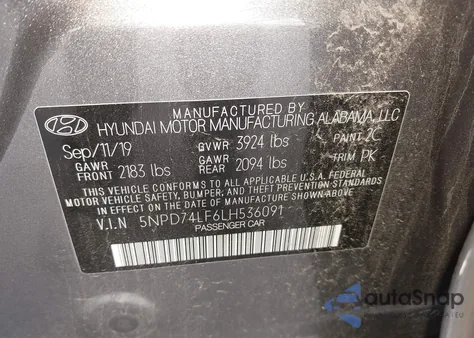 MANUFACTURED BY
HYUNDAI MOTOR MANUFACTURING ALABAMA, LLC
Sep/11/19 GVWR 3924 lbs PAINT 2C
GAWR FRONT 2183 lbs GAWR REAR 2094 lbs TRIM PK
THIS VEHICLE CONFORMS TO ALL APPLICABLE U.S.A. FEDERAL
MOTOR VEHICLE SAFETY, BUMPER, AND THEFT PREVENTION STANDARDS
IN EFFECT ON THE DATE OF MANUFACTURE SHOWN ABOVE.
V.I.N 5NPD74LF6LH536091
PASSENGER CAR
autaSnap